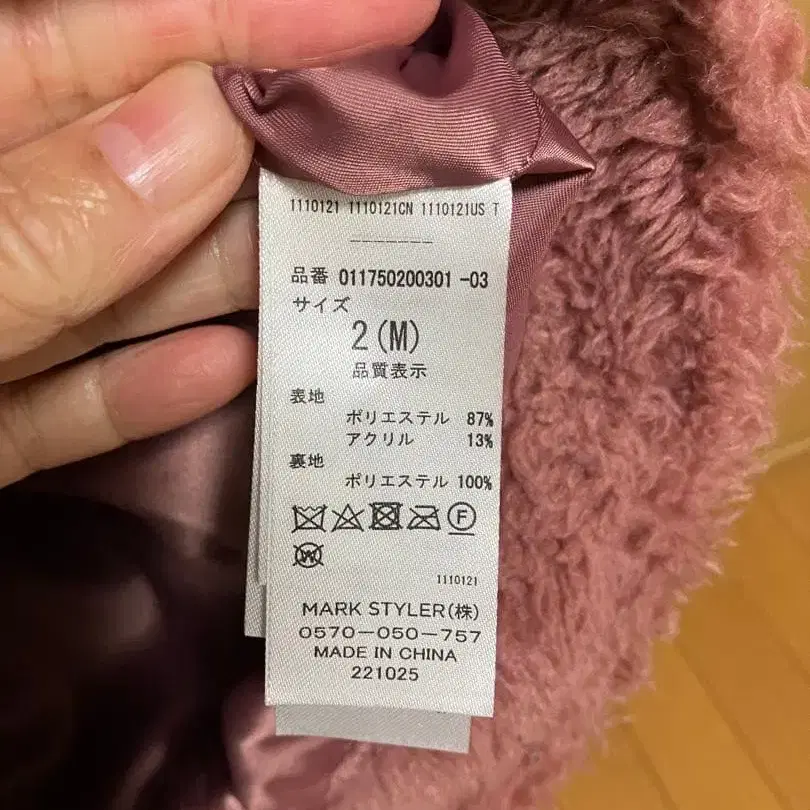 1110121 1110121CN 1110121US T
-------
品番 011750200301 -03
サイズ
2(M)
品質表示
表地
ポリエステル 87%
アクリル 13%
裏地
ポリエステル 100%
F
W
1110121
MARK STYLER(株)
0570-050-757
MADE IN CHINA
221025